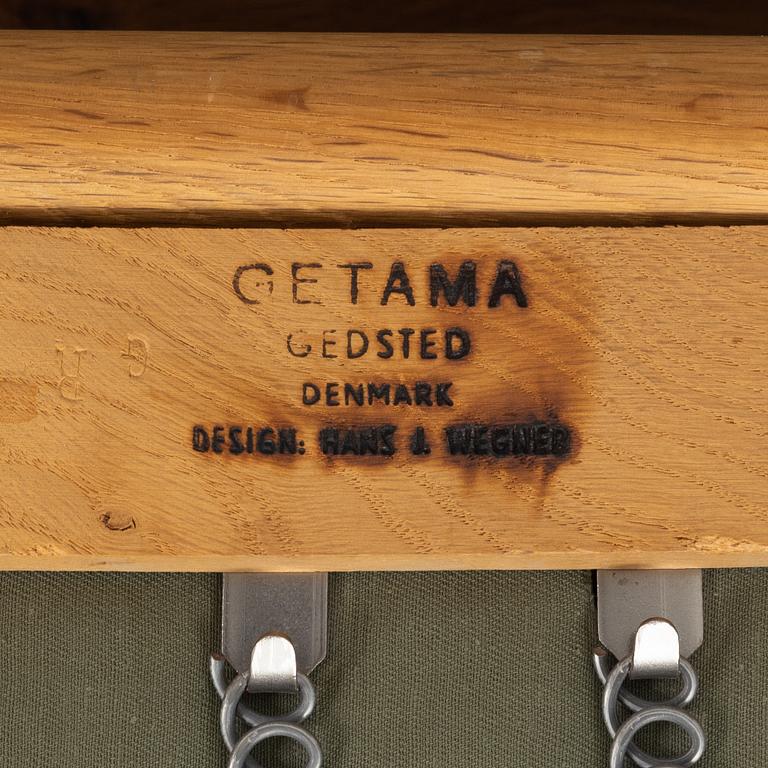 GETAMA
GEDSTED
DENMARK
DESIGN: HANS J. WEGNER